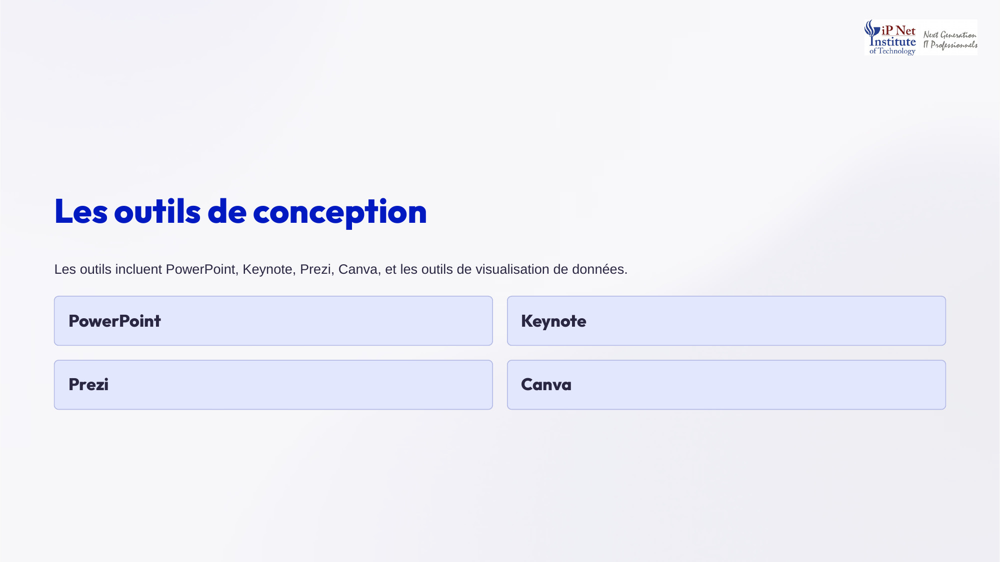 iP Net
Institute
of Technology
Next Generation
IT Professionnels
Les outils de conception
Les outils incluent PowerPoint, Keynote, Prezi, Canva, et les outils de visualisation de données.
PowerPoint
Keynote
Prezi
Canva